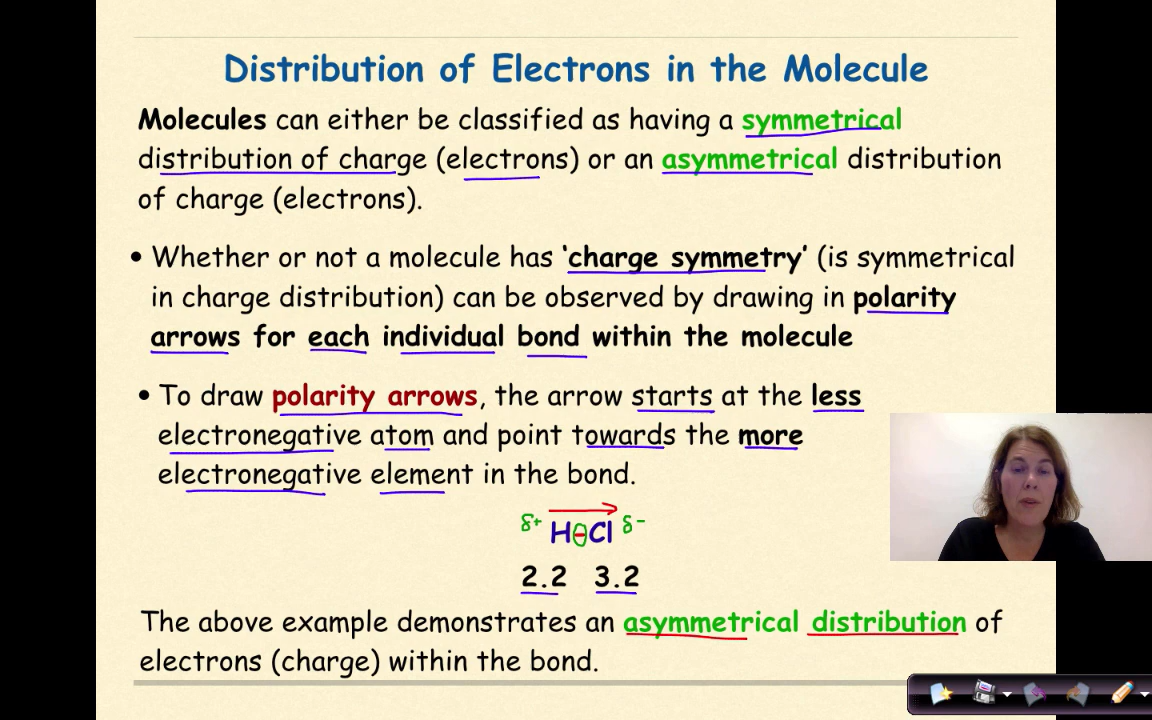 Distribution of Electrons in the Molecule
Molecules can either be classified as having a symmetrical
distribution of charge (electrons) or an asymmetrical distribution
of charge (electrons).
• Whether or not a molecule has ‘charge symmetry’ (is symmetrical
in charge distribution) can be observed by drawing in polarity
arrows for each individual bond within the molecule
• To draw polarity arrows, the arrow starts at the less
electronegative atom and point towards the more
electronegative element in the bond.
δ+ H-Cl δ-
2.2 3.2
The above example demonstrates an asymmetrical distribution of
electrons (charge) within the bond.